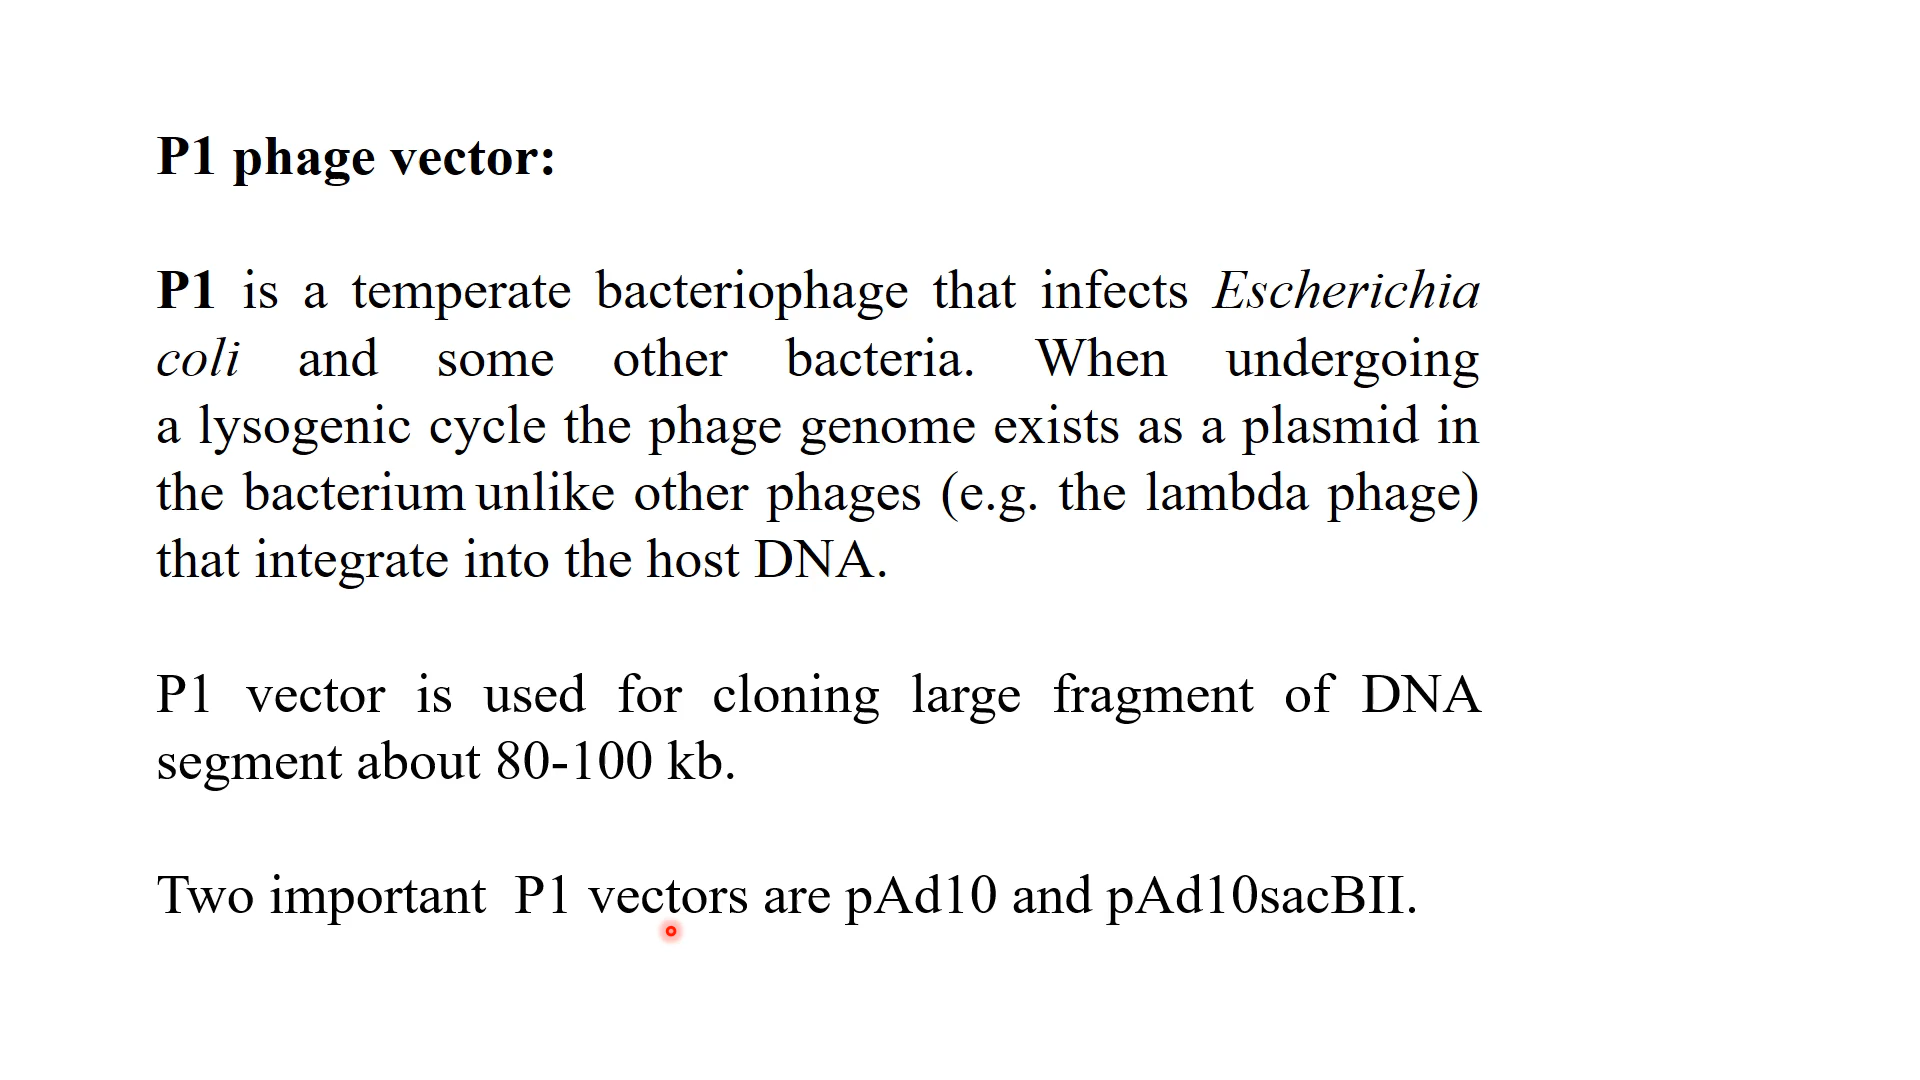 P1 phage vector:
P1 is a temperate bacteriophage that infects Escherichia
coli and some other bacteria. When undergoing
a lysogenic cycle the phage genome exists as a plasmid in
the bacterium unlike other phages (e.g. the lambda phage)
that integrate into the host DNA.
P1 vector is used for cloning large fragment of DNA
segment about 80-100 kb.
Two important P1 vectors are pAd10 and pAd10sacBII.